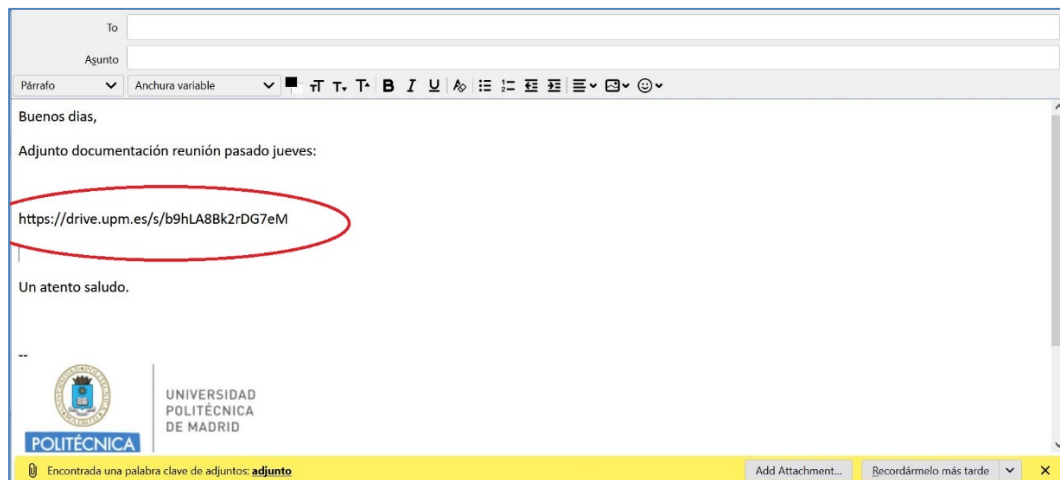 To
Asunto
Párrafo Anchura variable
Buenos dias,
Adjunto documentación reunión pasado jueves:
https://drive.upm.es/s/b9hLA8Bk2rDG7eM
Un atento saludo.
--
UNIVERSIDAD
POLITÉCNICA
DE MADRID
POLITÉCNICA
Encontrada una palabra clave de adjuntos: adjunto Add Attachment... Recordármelo más tarde